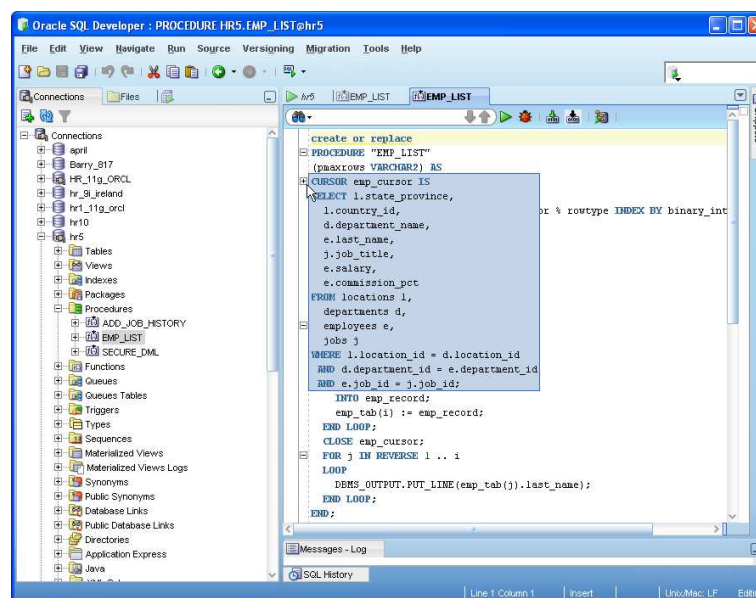 Oracle SQL Developer : PROCEDURE HR5.EMP_LIST@hr5
File Edit View Navigate Run Source Versioning Migration Tools Help
Connections Files
Connections
april
Barry_817
HR_11g_ORCL
hr_9i_ireland
hr1_11g_orcl
hr10
hr5
Tables
Views
Indexes
Packages
Procedures
ADD_JOB_HISTORY
EMP_LIST
SECURE_DML
Functions
Queues
Queues Tables
Triggers
Types
Sequences
Materialized Views
Materialized Views Logs
Synonyms
Public Synonyms
Database Links
Public Database Links
Directories
Application Express
Java
hr5 EMP_LIST EMP_LIST
create or replace
PROCEDURE "EMP_LIST"
(pmaxrows VARCHAR2) AS
CURSOR emp_cursor IS
SELECT l.state_province,
l.country_id, or % rowtype INDEX BY binary_int
d.department_name,
e.last_name,
j.job_title,
e.salary,
e.commission_pct
FROM locations l,
departments d,
employees e,
jobs j
WHERE l.location_id = d.location_id
AND d.department_id = e.department_id
AND e.job_id = j.job_id;
INTO emp_record;
emp_tab(i) := emp_record;
END LOOP;
CLOSE emp_cursor;
FOR j IN REVERSE 1 .. i
LOOP
DBMS_OUTPUT.PUT_LINE(emp_tab(j).last_name);
END LOOP;
END;
Messages - Log
SQL History
Line 1 Column 1 Insert Unix/Mac: LF Editi